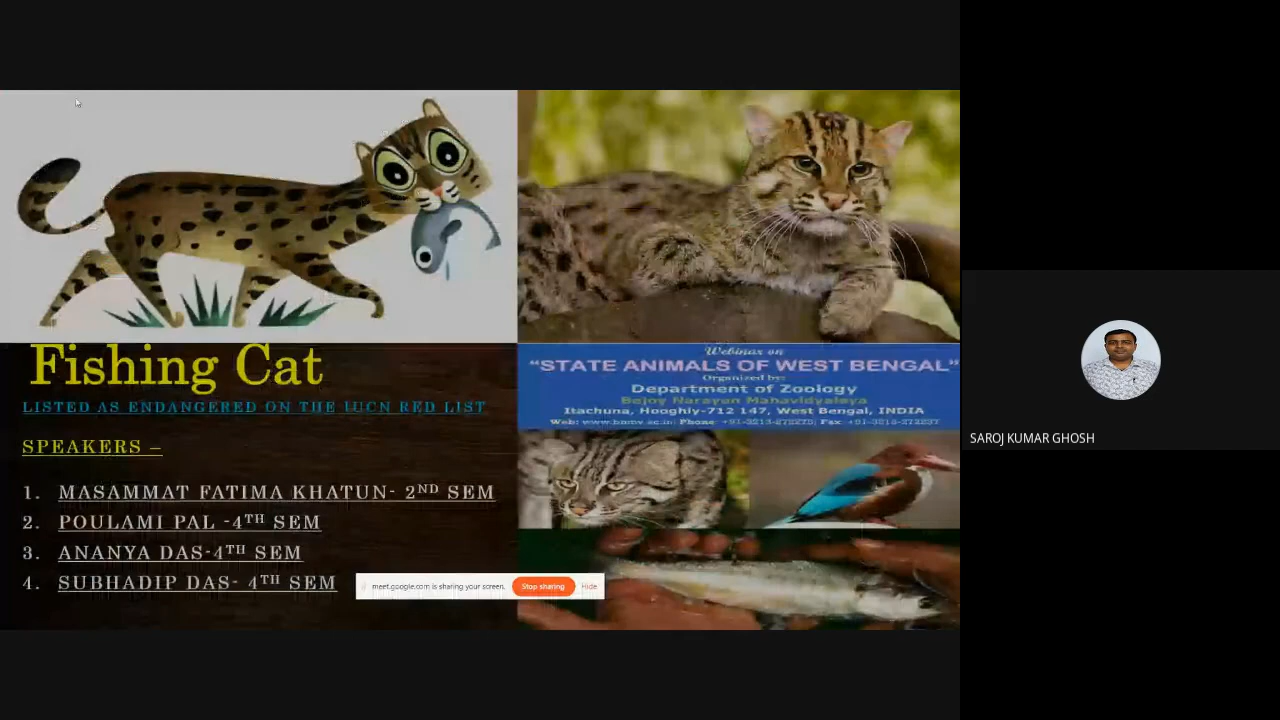 Fishing Cat
LISTED AS ENDANGERED ON THE IUCN RED LIST
SPEAKERS –
1. MASAMMAT FATIMA KHATUN- 2ND SEM
2. POULAMI PAL -4TH SEM
3. ANANYA DAS-4TH SEM
4. SUBHADIP DAS- 4TH SEM
Webinar on
"STATE ANIMALS OF WEST BENGAL"
Organized by:
Department of Zoology
Bejoy Narayan Mahavidyalaya
Itachuna, Hooghly-712 147, West Bengal, INDIA
Web: Phone Fax
meet.google.com is sharing your screen. Stop sharing Hide
SAROJ KUMAR GHOSH